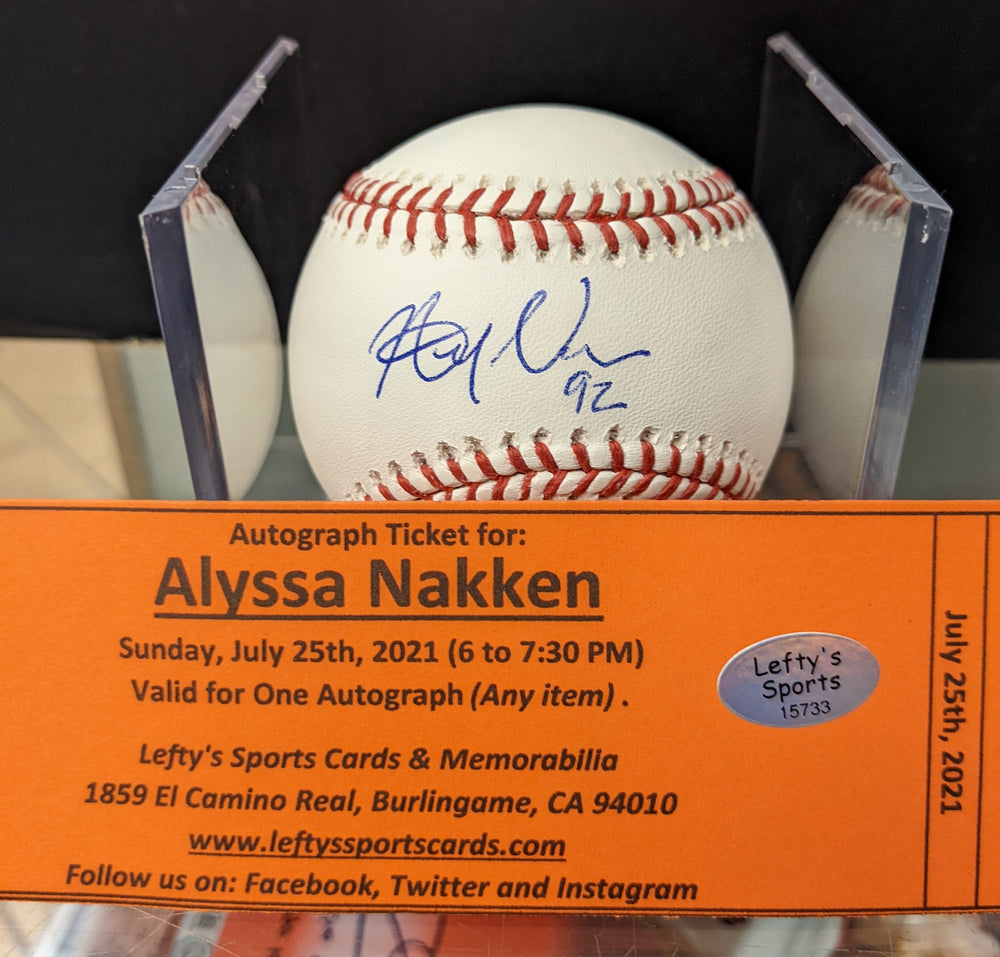 92
Autograph Ticket for:
Alyssa Nakken
Sunday, July 25th, 2021 (6 to 7:30 PM)
Valid for One Autograph (Any item) .
Lefty's Sports Cards & Memorabilia
1859 El Camino Real, Burlingame, CA 94010
www.leftyssportscards.com
Follow us on: Facebook, Twitter and Instagram
Lefty's
Sports
15733
July 25th, 2021